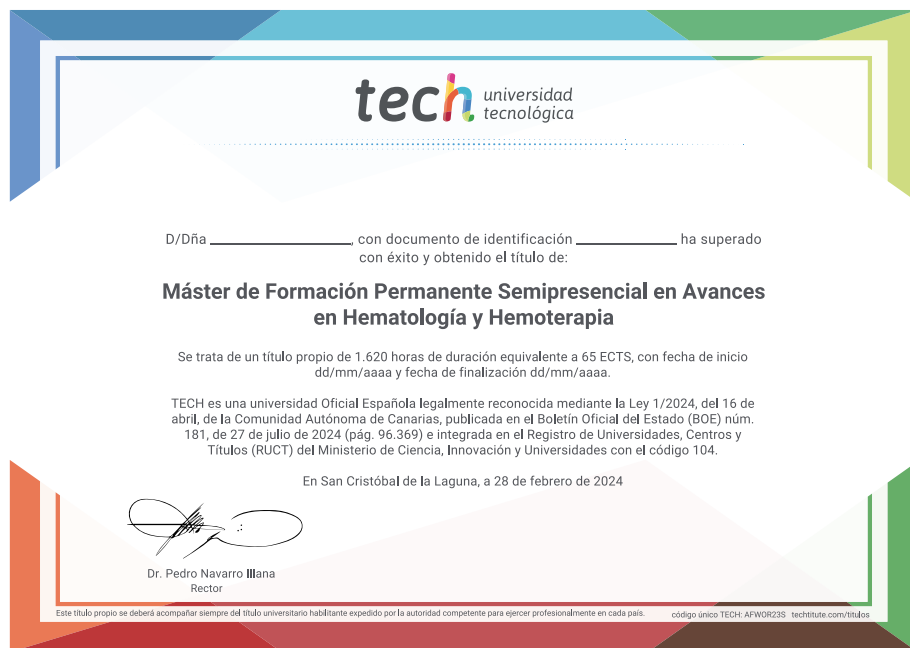 tech universidad
tecnológica
D/Dña ____________, con documento de identificación ____________ ha superado
con éxito y obtenido el título de:
Máster de Formación Permanente Semipresencial en Avances
en Hematología y Hemoterapia
Se trata de un título propio de 1.620 horas de duración equivalente a 65 ECTS, con fecha de inicio
dd/mm/aaaa y fecha de finalización dd/mm/aaaa.
TECH es una universidad Oficial Española legalmente reconocida mediante la Ley 1/2024, del 16 de
abril, de la Comunidad Autónoma de Canarias, publicada en el Boletín Oficial del Estado (BOE) núm.
181, de 27 de julio de 2024 (pág. 96.369) e integrada en el Registro de Universidades, Centros y
Títulos (RUCT) del Ministerio de Ciencia, Innovación y Universidades con el código 104.
En San Cristóbal de la Laguna, a 28 de febrero de 2024
Dr. Pedro Navarro Illana
Rector
Este título propio se deberá acompañar siempre del título universitario habilitante expedido por la autoridad competente para ejercer profesionalmente en cada país. código único TECH: AFWOR23S techtitute.com/titulos